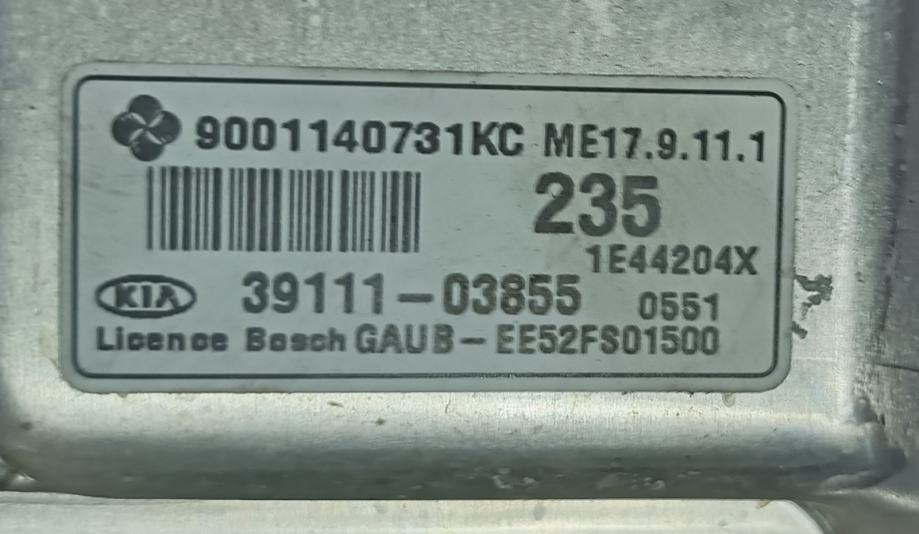 9001140731KC ME17.9.11.1
235
1E44204X
KIA 39111-03855 0551
Licence Bosch GAUB-EE52FS01500